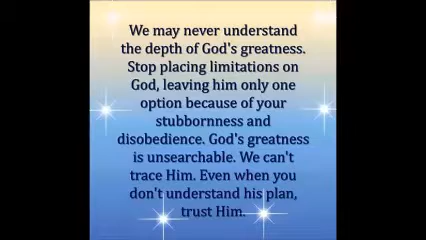 We may never understand
the depth of God's greatness.
Stop placing limitations on
God, leaving him only one
option because of your
stubbornness and
disobedience. God's greatness
is unsearchable. We can't
trace Him. Even when you
don't understand his plan,
trust Him.